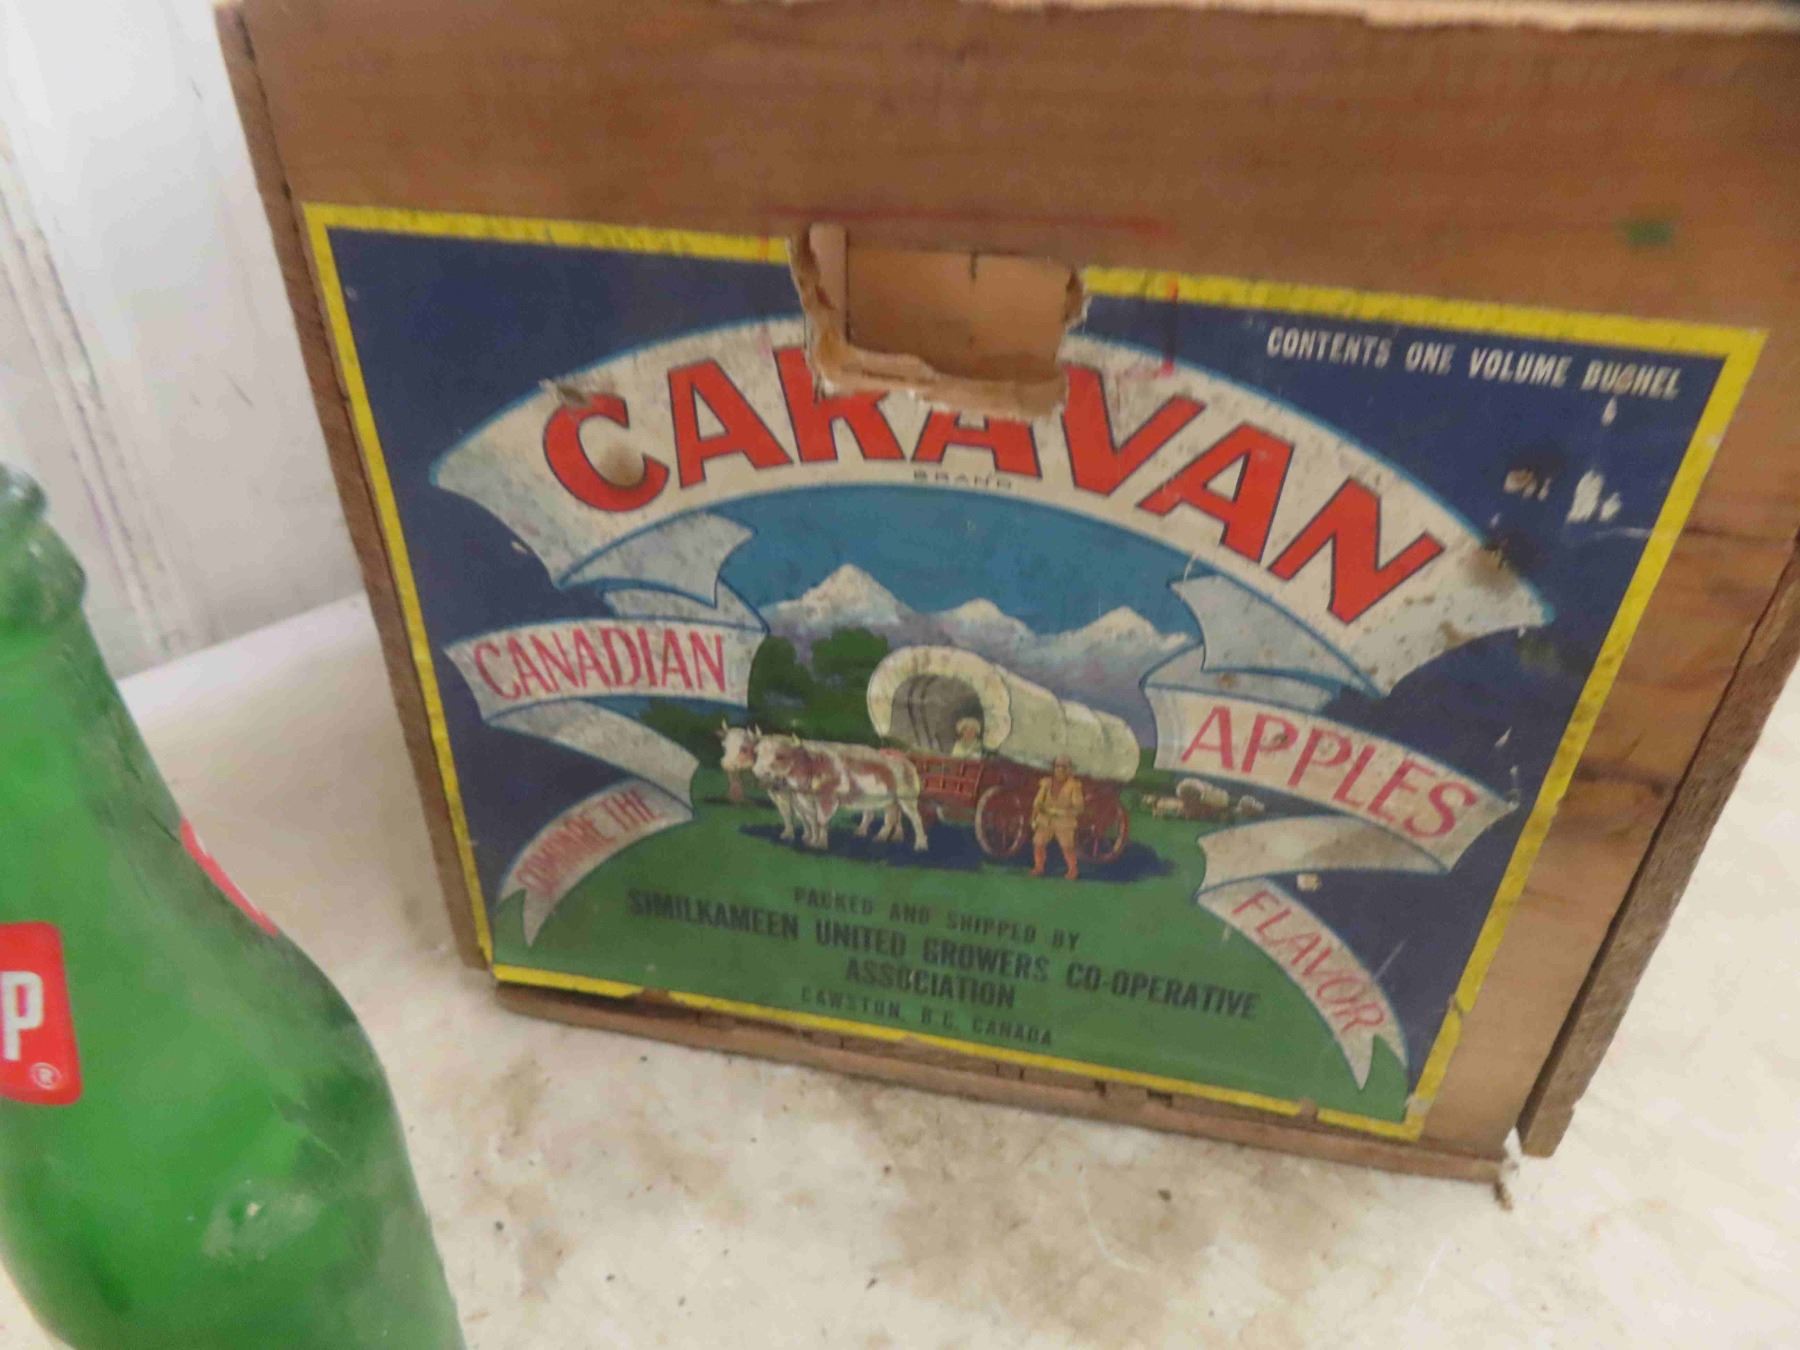 CONTENTS ONE VOLUME BUSHEL
CARAVAN
BRAND
CANADIAN
APPLES
COMPARE THE
FLAVOR
PACKED AND SHIPPED BY
SIMILKAMEEN UNITED GROWERS CO-OPERATIVE
ASSOCIATION
CAWSTON, B.C. CANADA
P
®